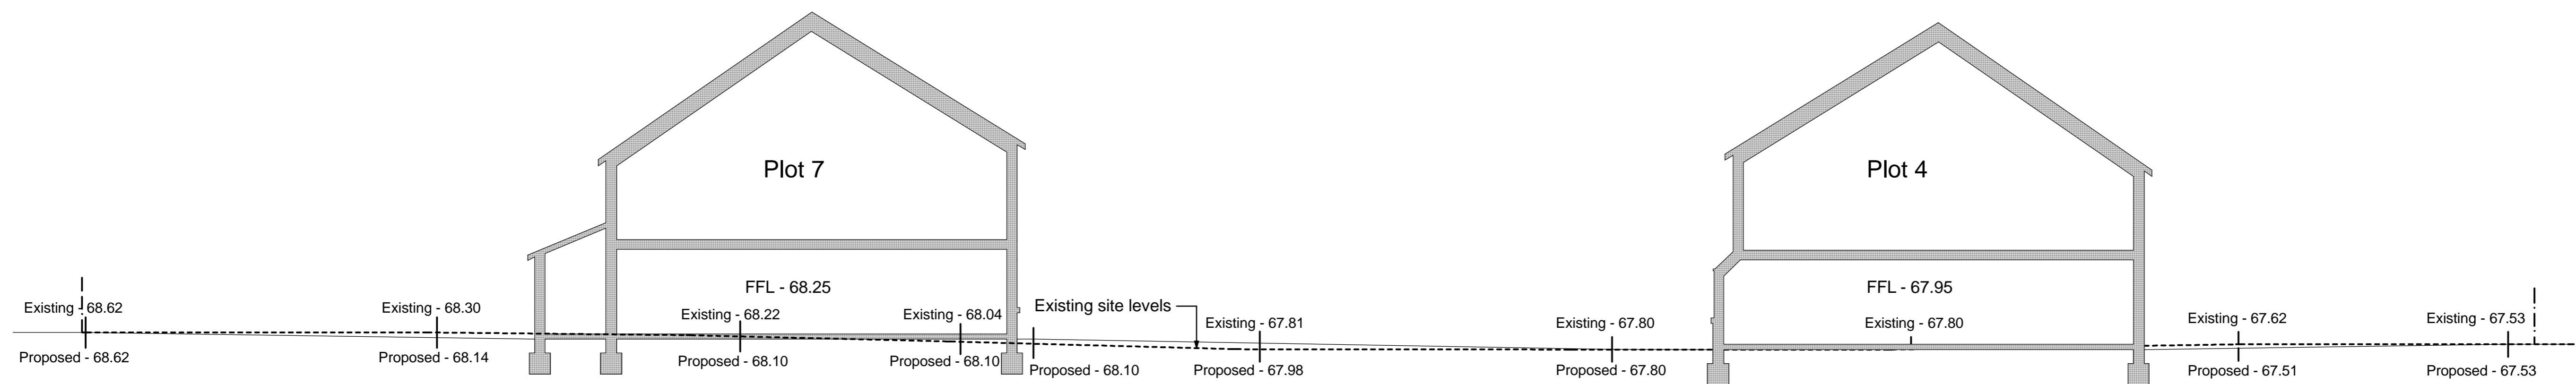 Plot 7
Plot 4
FFL - 68.25
FFL - 67.95
Existing - 68.62
Existing - 68.30
Existing - 68.22
Existing - 68.04
Existing site levels
Existing - 67.81
Existing - 67.80
Existing - 67.80
Existing - 67.62
Existing - 67.53
Proposed - 68.62
Proposed - 68.14
Proposed - 68.10
Proposed - 68.10
Proposed - 68.10
Proposed - 67.98
Proposed - 67.80
Proposed - 67.51
Proposed - 67.53